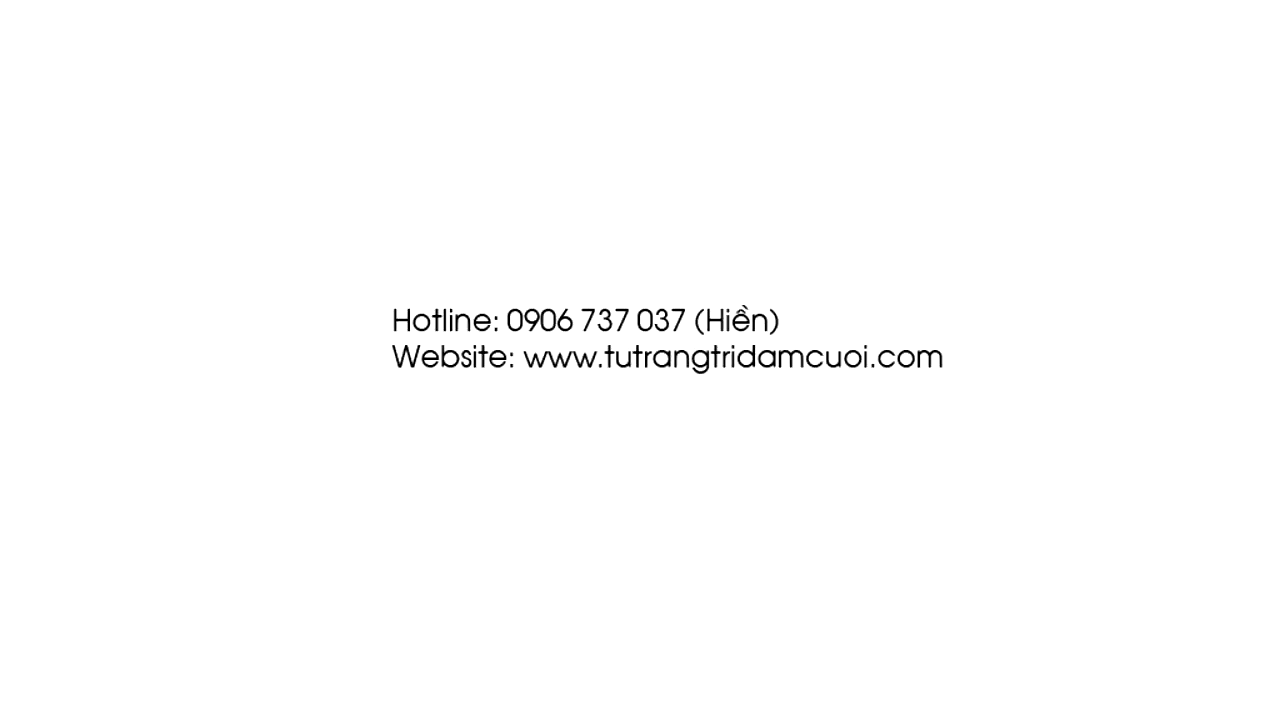 Hotline: 0906 737 037 (Hiền)
Website: www.tutrangtridamcuoi.com